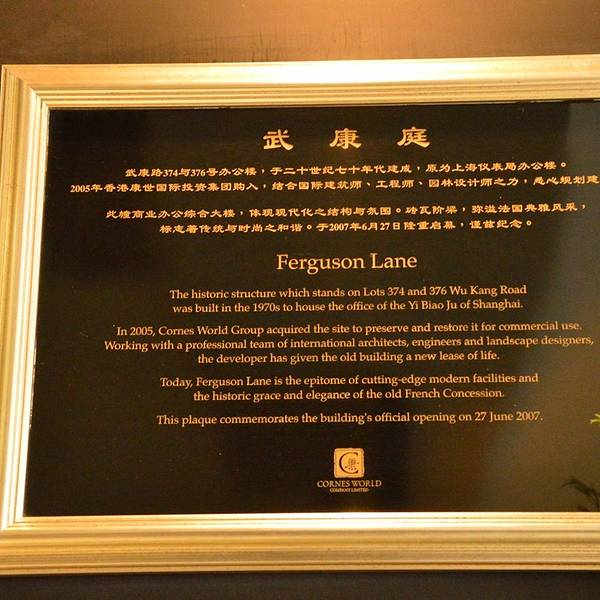 武康庭
武康路374与376号办公楼，于二十世纪七十年代建成，原为上海仪表局办公楼。
2005年香港康世国际投资集团购入，结合国际建筑师、工程师、园林设计师之力，悉心规划建
此幢商业办公综合大楼，体现现代化之结构与氛围。砖瓦阶梁，弥溢法国典雅风采，
标志着传统与时尚之和谐。于2007年6月27日隆重启幕，谨兹纪念。
Ferguson Lane
The historic structure which stands on Lots 374 and 376 Wu Kang Road
was built in the 1970s to house the office of the Yi Biao Ju of Shanghai.
In 2005, Cornes World Group acquired the site to preserve and restore it for commercial use.
Working with a professional team of international architects, engineers and landscape designers,
the developer has given the old building a new lease of life.
Today, Ferguson Lane is the epitome of cutting-edge modern facilities and
the historic grace and elegance of the old French Concession.
This plaque commemorates the building's official opening on 27 June 2007.
CORNES WORLD
COMPANY LIMITED